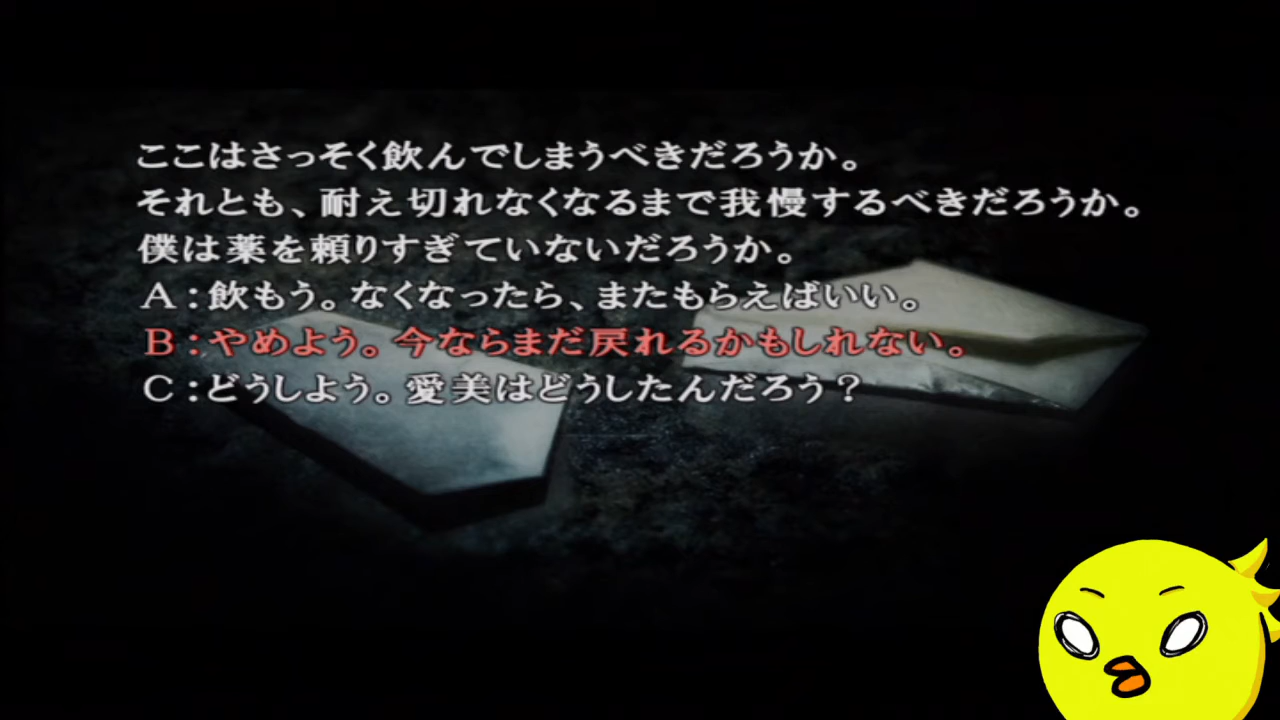 ここはさっそく飲んでしまうべきだろうか。
それとも、耐え切れなくなるまで我慢するべきだろうか。
僕は薬を頼りすぎていないだろうか。
A：飲もう。なくなったら、またもらえばいい。
B：やめよう。今ならまだ戻れるかもしれない。
C：どうしよう。愛美はどうしたんだろう？